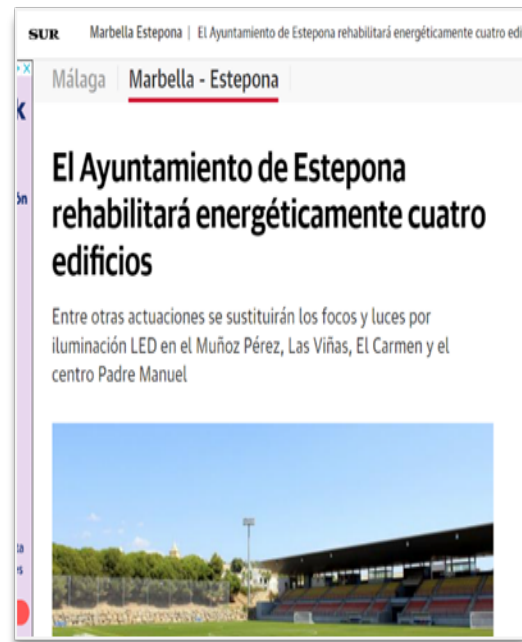 SUR Marbella Estepona | El Ayuntamiento de Estepona rehabilitará energéticamente cuatro edi
Málaga Marbella - Estepona
El Ayuntamiento de Estepona
rehabilitará energéticamente cuatro
edificios
Entre otras actuaciones se sustituirán los focos y luces por
iluminación LED en el Muñoz Pérez, Las Viñas, El Carmen y el
centro Padre Manuel